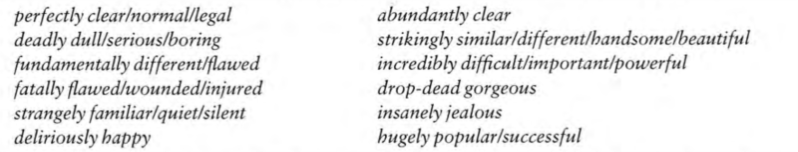 perfectly clear/normal/legal
deadly dull/serious/boring
fundamentally different/flawed
fatally flawed/wounded/injured
strangely familiar/quiet/silent
deliriously happy
abundantly clear
strikingly similar/different/handsome/beautiful
incredibly difficult/important/powerful
drop-dead gorgeous
insanely jealous
hugely popular/successful